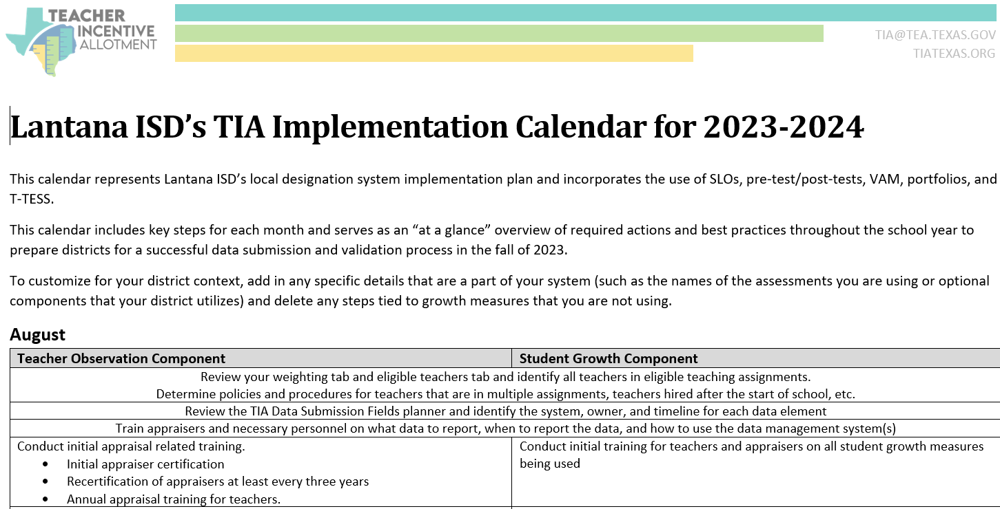 TEACHER
INCENTIVE
ALLOTMENT
TIA@TEA.TEXAS.GOV
TIATEXAS.ORG
Lantana ISD’s TIA Implementation Calendar for 2023-2024
This calendar represents Lantana ISD’s local designation system implementation plan and incorporates the use of SLOs, pre-test/post-tests, VAM, portfolios, and
T-TESS.
This calendar includes key steps for each month and serves as an “at a glance” overview of required actions and best practices throughout the school year to
prepare districts for a successful data submission and validation process in the fall of 2023.
To customize for your district context, add in any specific details that are a part of your system (such as the names of the assessments you are using or optional
components that your district utilizes) and delete any steps tied to growth measures that you are not using.
August
Teacher Observation Component
Student Growth Component
Review your weighting tab and eligible teachers tab and identify all teachers in eligible teaching assignments.
Determine policies and procedures for teachers that are in multiple assignments, teachers hired after the start of school, etc.
Review the TIA Data Submission Fields planner and identify the system, owner, and timeline for each data element
Train appraisers and necessary personnel on what data to report, when to report the data, and how to use the data management system(s)
Conduct initial appraisal related training.
• Initial appraiser certification
• Recertification of appraisers at least every three years
• Annual appraisal training for teachers.
Conduct initial training for teachers and appraisers on all student growth measures
being used